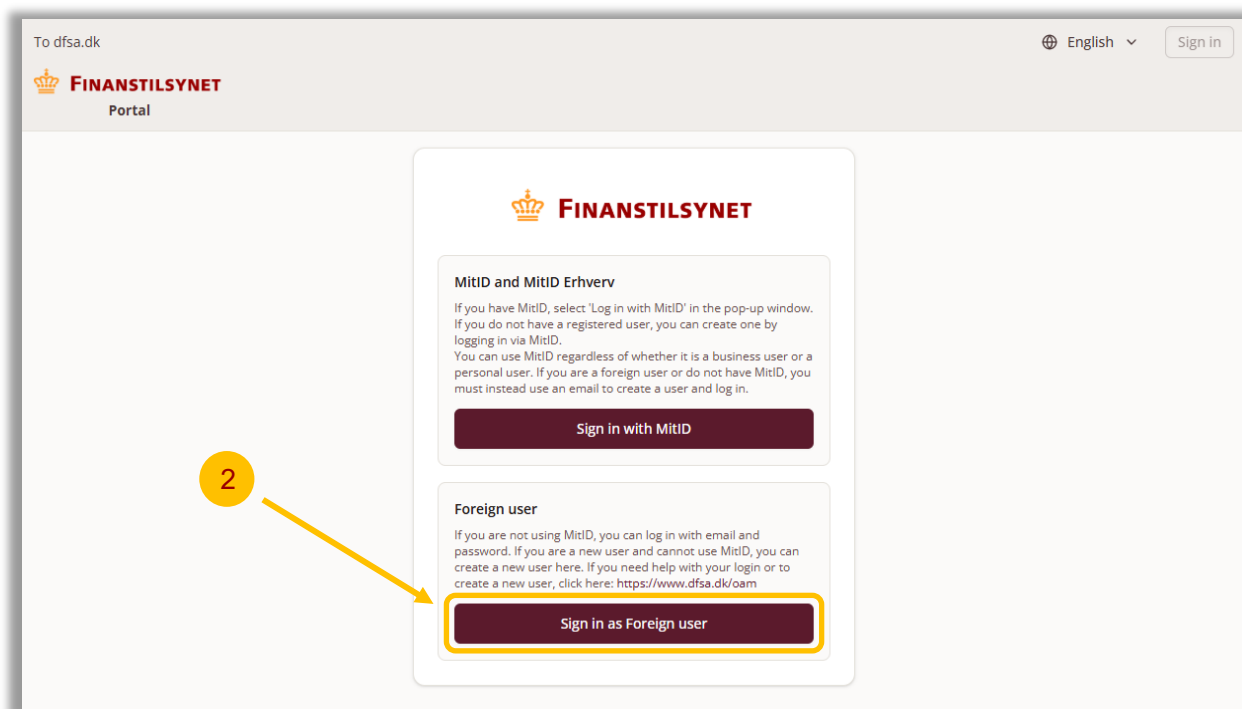 To dfsa.dk
English
Sign in
FINANSTILSYNET
Portal
FINANSTILSYNET
MitID and MitID Erhverv
If you have MitID, select 'Log in with MitID' in the pop-up window.
If you do not have a registered user, you can create one by
logging in via MitID.
You can use MitID regardless of whether it is a business user or a
personal user. If you are a foreign user or do not have MitID, you
must instead use an email to create a user and log in.
Sign in with MitID
2
Foreign user
If you are not using MitID, you can log in with email and
password. If you are a new user and cannot use MitID, you can
create a new user here. If you need help with your login or to
create a new user, click here: https://www.dfsa.dk/oam
Sign in as Foreign user